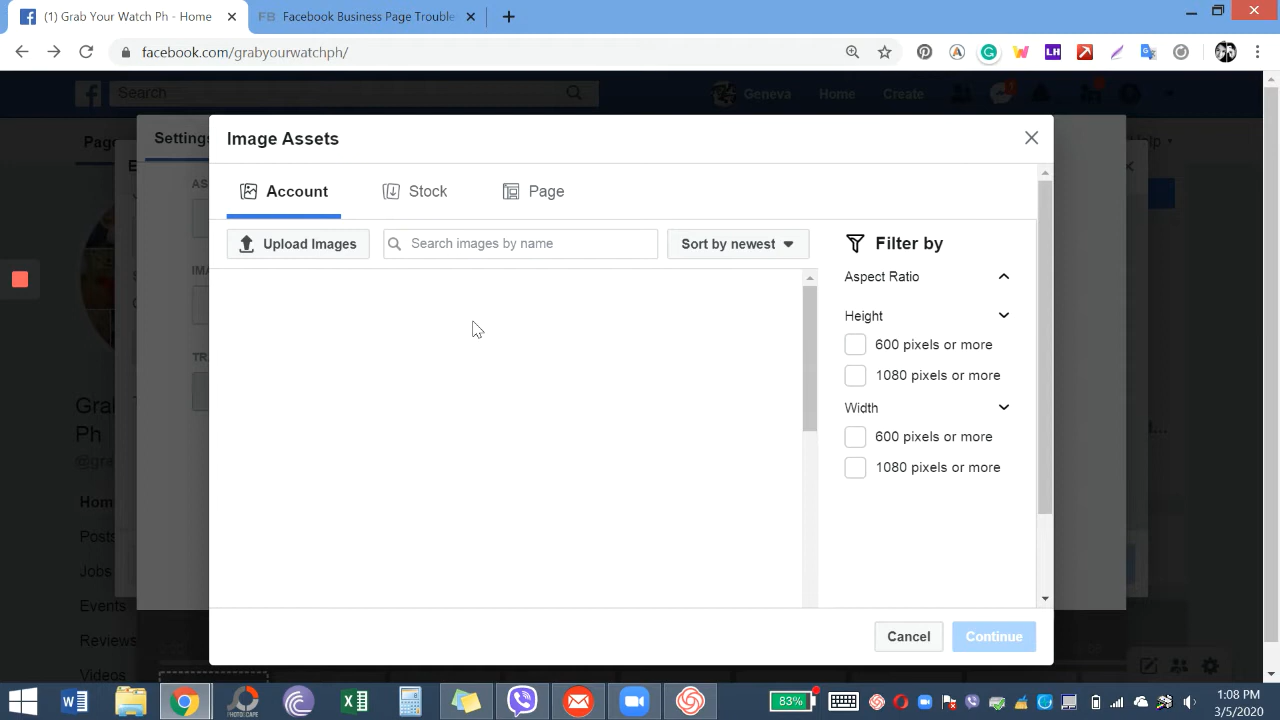 (1) Grab Your Watch Ph - Home
FB Facebook Business Page Trouble
facebook.com/grabyourwatchph/
Search
Geneva
Home
Create
Settings
Image Assets
Account
Stock
Page
Upload Images
Search images by name
Sort by newest
Filter by
Aspect Ratio
Height
600 pixels or more
1080 pixels or more
Width
600 pixels or more
1080 pixels or more
Ph
Home
Posts
Jobs
Events
Reviews
Videos
Cancel
Continue
83%
1:08 PM
3/5/2020